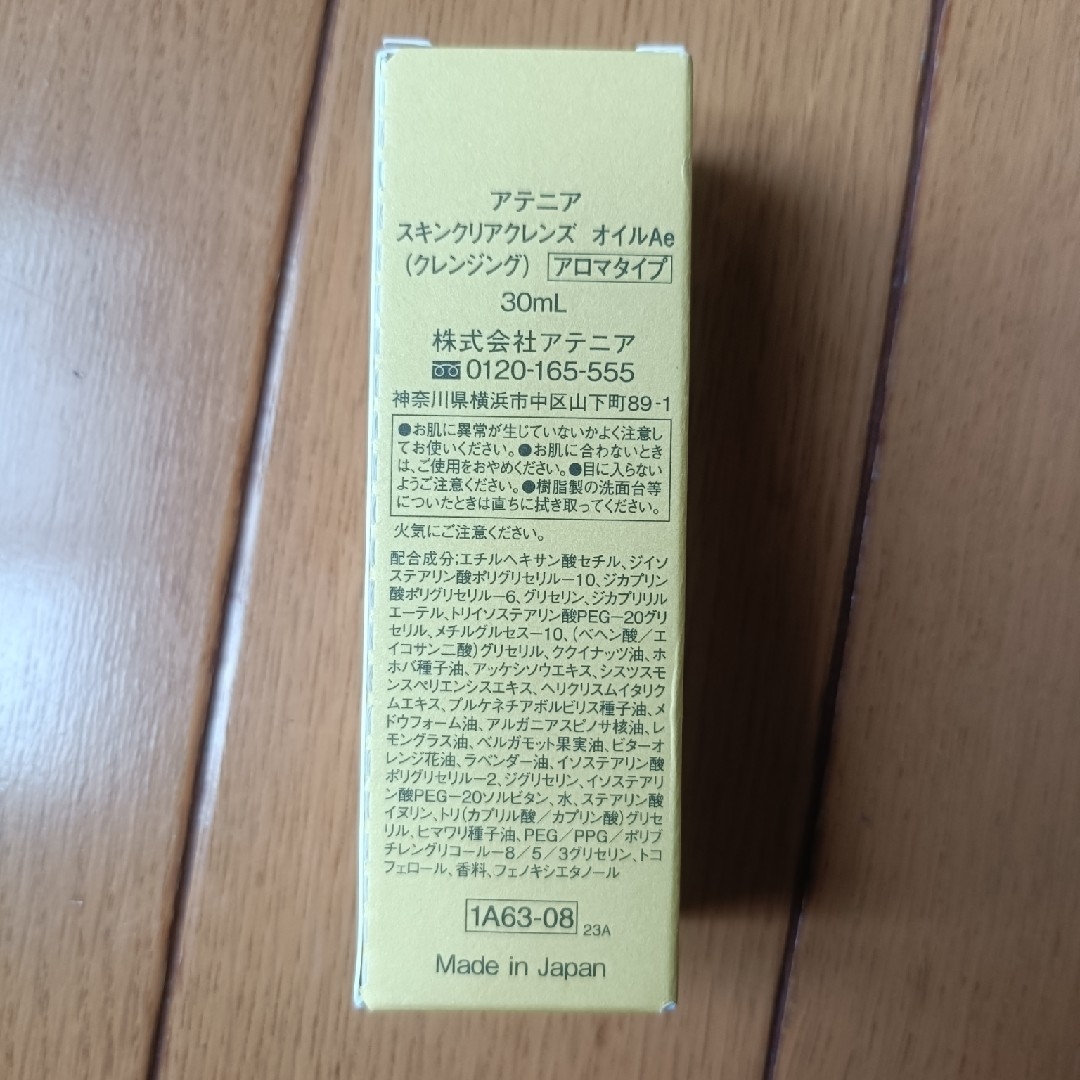 アテニア
スキンクリアクレンズ オイルAe
(クレンジング) アロマタイプ
30mL
株式会社アテニア
0120-165-555
神奈川県横浜市中区山下町89-1
●お肌に異常が生じていないかよく注意し
てお使いください。●お肌に合わないとき
は、ご使用をおやめください。●目に入らない
ようご注意ください。●樹脂製の洗面台等
についたときは直ちに拭き取ってください。
火気にご注意ください。
配合成分;エチルヘキサン酸セチル、ジイソ
ステアリン酸ポリグリセリル-10、ジカプリン
酸ポリグリセリル-6、グリセリン、ジカプリリル
エーテル、トリイソステアリン酸PEG-20グリ
セリル、メチルグルセス-10、(ベヘン酸/エ
イコサン二酸)グリセリル、ククイナッツ油、ホ
ホバ種子油、アッケシソウエキス、シスツスモ
ンスペリエンシスエキス、ヘリクリスムイタリク
ムエキス、プルケネチアボルビリス種子油、メ
ドウフォーム油、アルガニアスピノサ核油、レ
モングラス油、ベルガモット果実油、ビターオ
レンジ花油、ラベンダー油、イソステアリン酸
ポリグリセリル-2、ジグリセリン、イソステアリ
ン酸PEG-20ソルビタン、水、ステアリン酸
イヌリン、トリ(カプリル酸/カプリン酸)グリセ
リル、ヒマワリ種子油、PEG/PPG/ポリブ
チレングリコール-8/5/3グリセリン、トコ
フェロール、香料、フェノキシエタノール
1A63-08 23A
Made in Japan